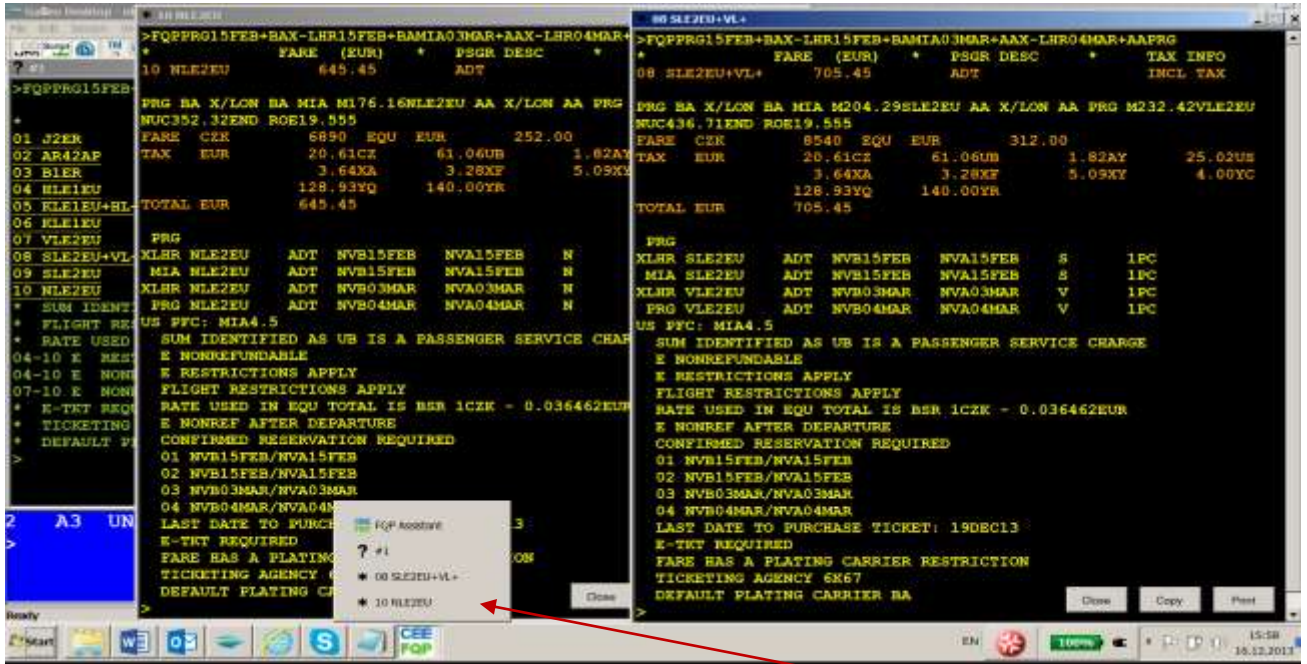 10 NLE2EU
>FQPPRG15FEB+BAX-LHR15FEB+BAMIA03MAR+AAX-LHR04MAR+
* FARE (EUR) * PSGR DESC *
10 NLE2EU 645.45 ADT
PRG BA X/LON BA MIA M176.16NLE2EU AA X/LON AA PRG
NUC352.32END ROE19.555
FARE CZK 6890 EQU EUR 252.00
TAX EUR 20.61CZ 61.06UB 1.82AY
3.64XA 3.28XF 5.09XY
128.93YQ 140.00YR
TOTAL EUR 645.45
PRG
XLHR NLE2EU ADT NVB15FEB NVA15FEB N
MIA NLE2EU ADT NVB15FEB NVA15FEB N
XLHR NLE2EU ADT NVB03MAR NVA03MAR N
PRG NLE2EU ADT NVB04MAR NVA04MAR N
US PFC: MIA4.5
SUM IDENTIFIED AS UB IS A PASSENGER SERVICE CHAR
E NONREFUNDABLE
E RESTRICTIONS APPLY
FLIGHT RESTRICTIONS APPLY
RATE USED IN EQU TOTAL IS BSR 1CZK - 0.036462EUR
E NONREF AFTER DEPARTURE
CONFIRMED RESERVATION REQUIRED
01 NVB15FEB/NVA15FEB
02 NVB15FEB/NVA15FEB
03 NVB03MAR/NVA03MAR
04 NVB04MAR/NVA04M
LAST DATE TO PURCH 3
E-TKT REQUIRED
FARE HAS A PLATING ON
TICKETING AGENCY 6
DEFAULT PLATING CA
>
Close
08 SLE2EU+VL+
>FQPPRG15FEB+BAX-LHR15FEB+BAMIA03MAR+AAX-LHR04MAR+AAPRG
* FARE (EUR) * PSGR DESC * TAX INFO
08 SLE2EU+VL+ 705.45 ADT INCL TAX
PRG BA X/LON BA MIA M204.29SLE2EU AA X/LON AA PRG M232.42VLE2EU
NUC436.71END ROE19.555
FARE CZK 8540 EQU EUR 312.00
TAX EUR 20.61CZ 61.06UB 1.82AY 25.02US
3.64XA 3.28XF 5.09XY 4.00YC
128.93YQ 140.00YR
TOTAL EUR 705.45
PRG
XLHR SLE2EU ADT NVB15FEB NVA15FEB S 1PC
MIA SLE2EU ADT NVB15FEB NVA15FEB S 1PC
XLHR VLE2EU ADT NVB03MAR NVA03MAR V 1PC
PRG VLE2EU ADT NVB04MAR NVA04MAR V 1PC
US PFC: MIA4.5
SUM IDENTIFIED AS UB IS A PASSENGER SERVICE CHARGE
E NONREFUNDABLE
E RESTRICTIONS APPLY
FLIGHT RESTRICTIONS APPLY
RATE USED IN EQU TOTAL IS BSR 1CZK - 0.036462EUR
E NONREF AFTER DEPARTURE
CONFIRMED RESERVATION REQUIRED
01 NVB15FEB/NVA15FEB
02 NVB15FEB/NVA15FEB
03 NVB03MAR/NVA03MAR
04 NVB04MAR/NVA04MAR
LAST DATE TO PURCHASE TICKET: 19DEC13
E-TKT REQUIRED
FARE HAS A PLATING CARRIER RESTRICTION
TICKETING AGENCY 6K67
DEFAULT PLATING CARRIER BA
>
Close Copy Print
? #1
>FQPPRG15FEB+
*
01 J2ER
02 AR42AP
03 B1ER
04 HLE1EU
05 KLE1EU+HL+
06 KLE1EU
07 VLE2EU
08 SLE2EU+VL+
09 SLE2EU
10 NLE2EU
* SUM IDENT
* FLIGHT RES
* RATE USED
04-10 E REST
04-10 E NON
07-10 E NON
* E-TKT REQ
* TICKETING
* DEFAULT P
>
2 A3 UN
>
FQP Assistant
? #1
* 08 SLE2EU+VL+
* 10 NLE2EU
Ready
Start
CEE FQP
EN 100% 15:58
16.12.2013